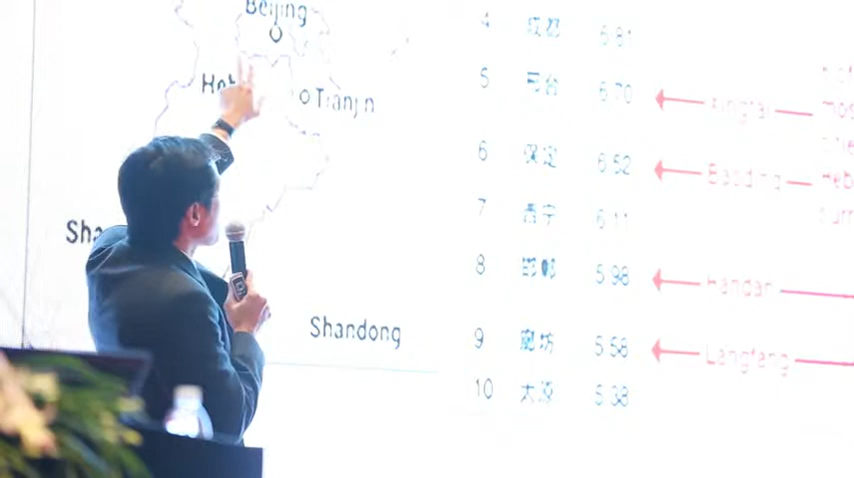 Beijing
Tianjin
Shandong
4 成都 6.81
5 邢台 6.70 Xingtai
6 保定 6.52 Baoding
7 西宁 6.11
8 邯郸 5.98 Handan
9 廊坊 5.58 Langfang
10 太原 5.38